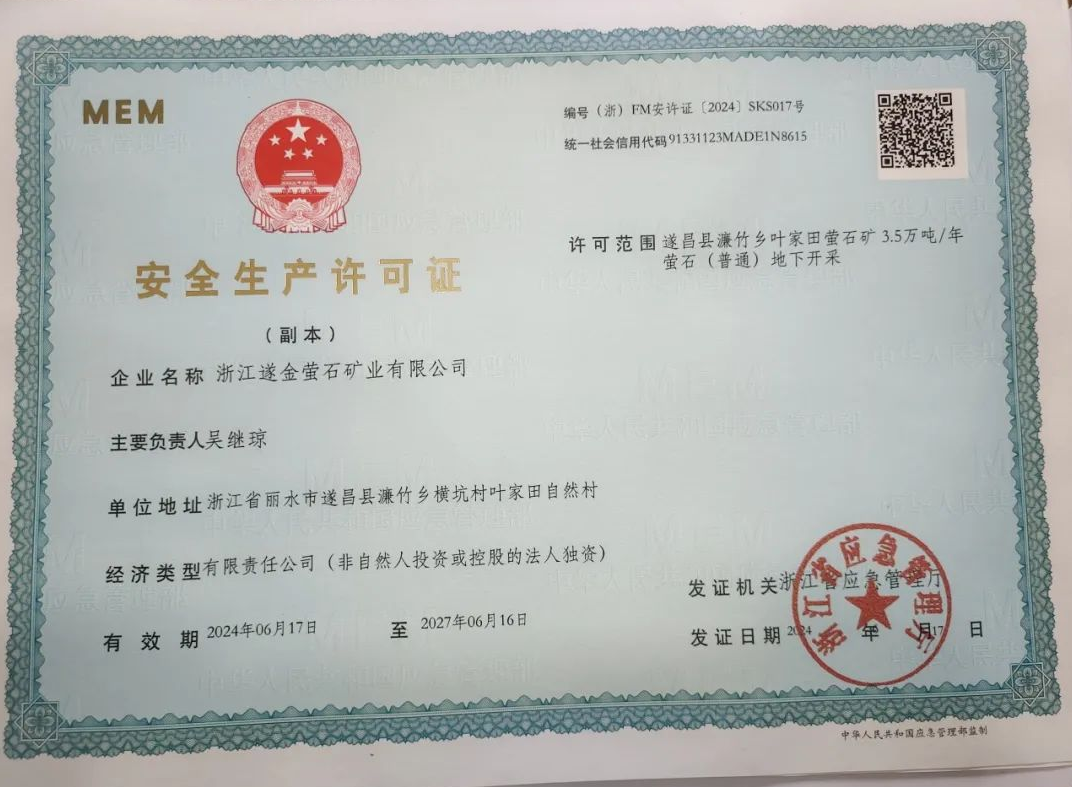 MEM
编号（浙）FM安许证〔2024〕SKS017号
统一社会信用代码91331123MADE1N8615
许可范围 遂昌县濂竹乡叶家田萤石矿 3.5万吨/年
萤石（普通）地下开采
安全生产许可证
（副本）
企业名称 浙江遂金萤石矿业有限公司
主要负责人吴继琼
单位地址 浙江省丽水市遂昌县濂竹乡横坑村叶家田自然村
经济类型 有限责任公司（非自然人投资或控股的法人独资）
有效期 2024年06月17日 至 2027年06月16日
发证机关 浙江省应急管理厅
发证日期 2024 年 月17 日
浙江省应急管理厅
中华人民共和国应急管理部监制